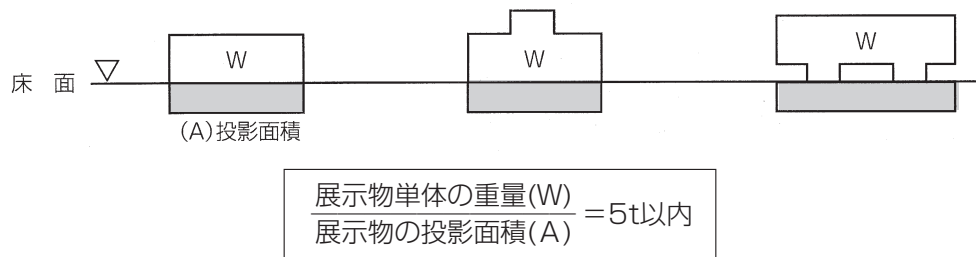 W
W
W
床 面
(A)投影面積
展示物単体の重量(W)
展示物の投影面積(A)
=5t以内